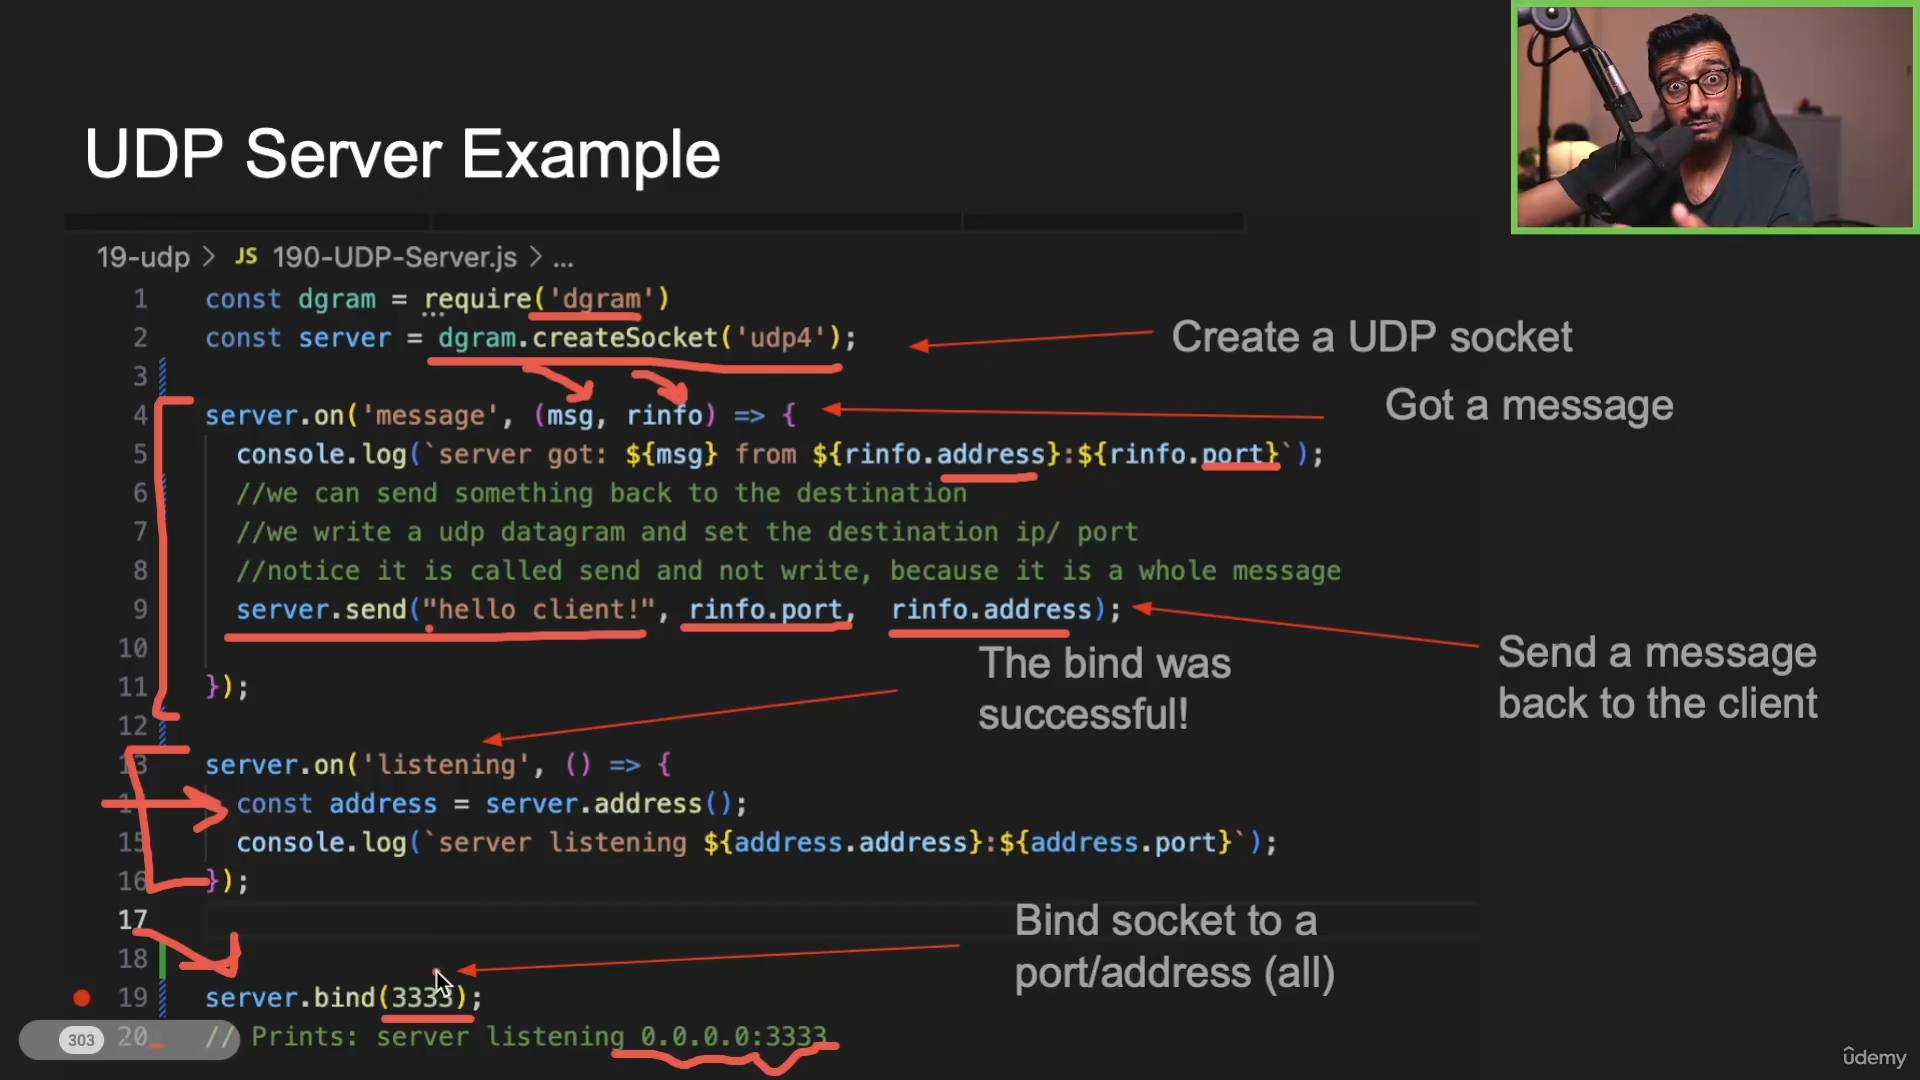 UDP Server Example
19-udp > JS 190-UDP-Server.js > ...
1 const dgram = require('dgram')
2 const server = dgram.createSocket('udp4');
Create a UDP socket
3
4 server.on('message', (msg, rinfo) => {
Got a message
5 console.log(`server got: ${msg} from ${rinfo.address}:${rinfo.port}`);
6 //we can send something back to the destination
7 //we write a udp datagram and set the destination ip/ port
8 //notice it is called send and not write, because it is a whole message
9 server.send("hello client!", rinfo.port, rinfo.address);
Send a message
back to the client
10
11 });
The bind was
successful!
12
13 server.on('listening', () => {
14 const address = server.address();
15 console.log(`server listening ${address.address}:${address.port}`);
16 });
17
Bind socket to a
port/address (all)
18
19 server.bind(3333);
20 // Prints: server listening 0.0.0.0:3333
303
ûdemy